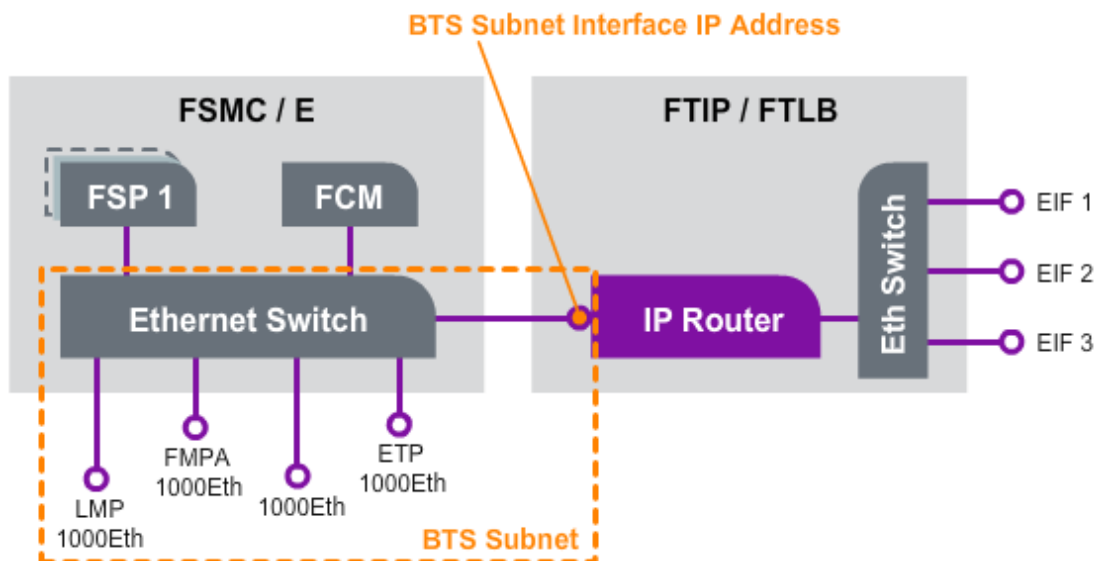 BTS Subnet Interface IP Address
FSMC / E
FTIP / FTLB
FSP 1
FCM
Ethernet Switch
IP Router
Eth Switch
EIF 1
EIF 2
EIF 3
LMP
1000Eth
FMPA
1000Eth
1000Eth
ETP
1000Eth
BTS Subnet